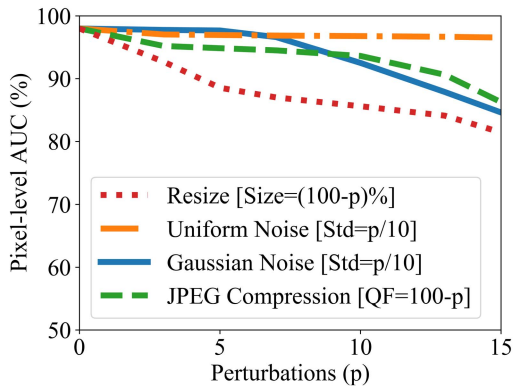 100
90
80
70
60
50
Pixel-level AUC (%)
Resize [Size=(100-p)%]
Uniform Noise [Std=p/10]
Gaussian Noise [Std=p/10]
JPEG Compression [QF=100-p]
0
5
10
15
Perturbations (p)